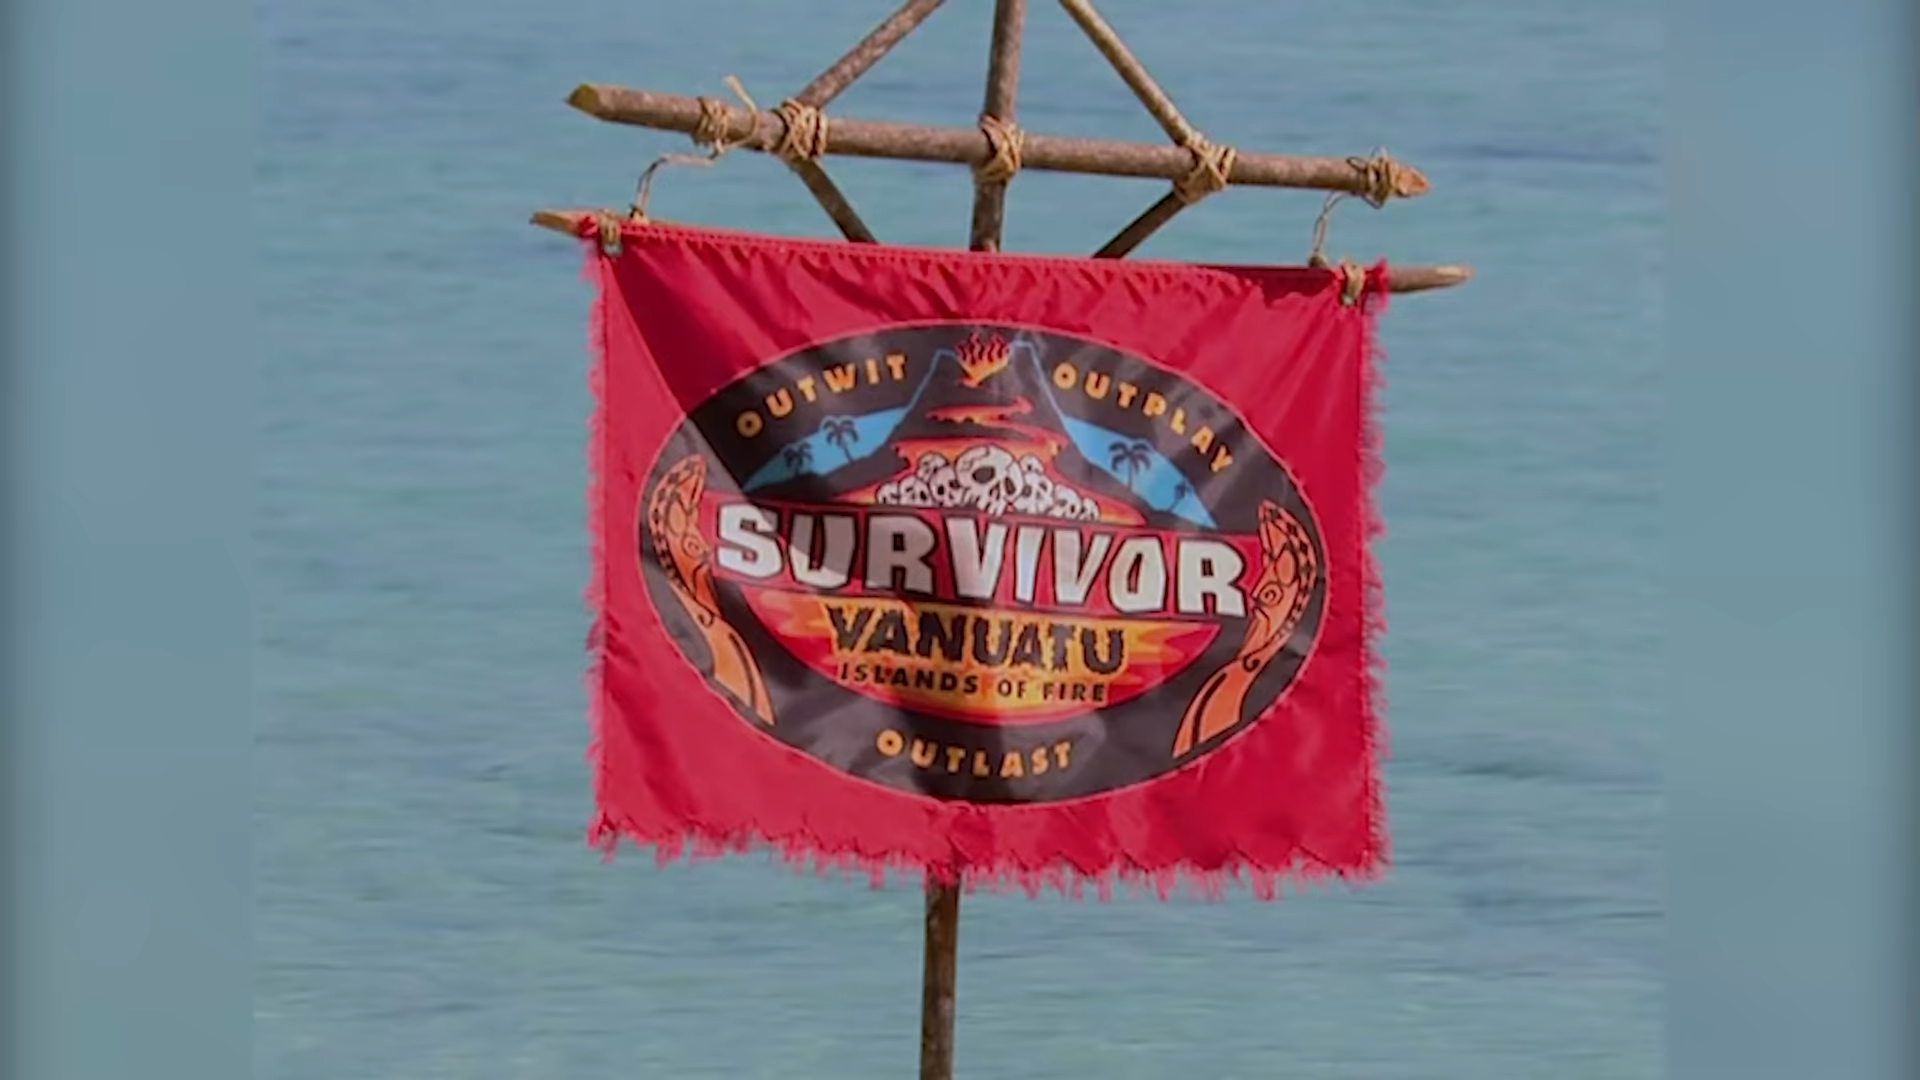 OUTWIT OUTPLAY
SURVIVOR
VANUATU
ISLANDS OF FIRE
OUTLAST